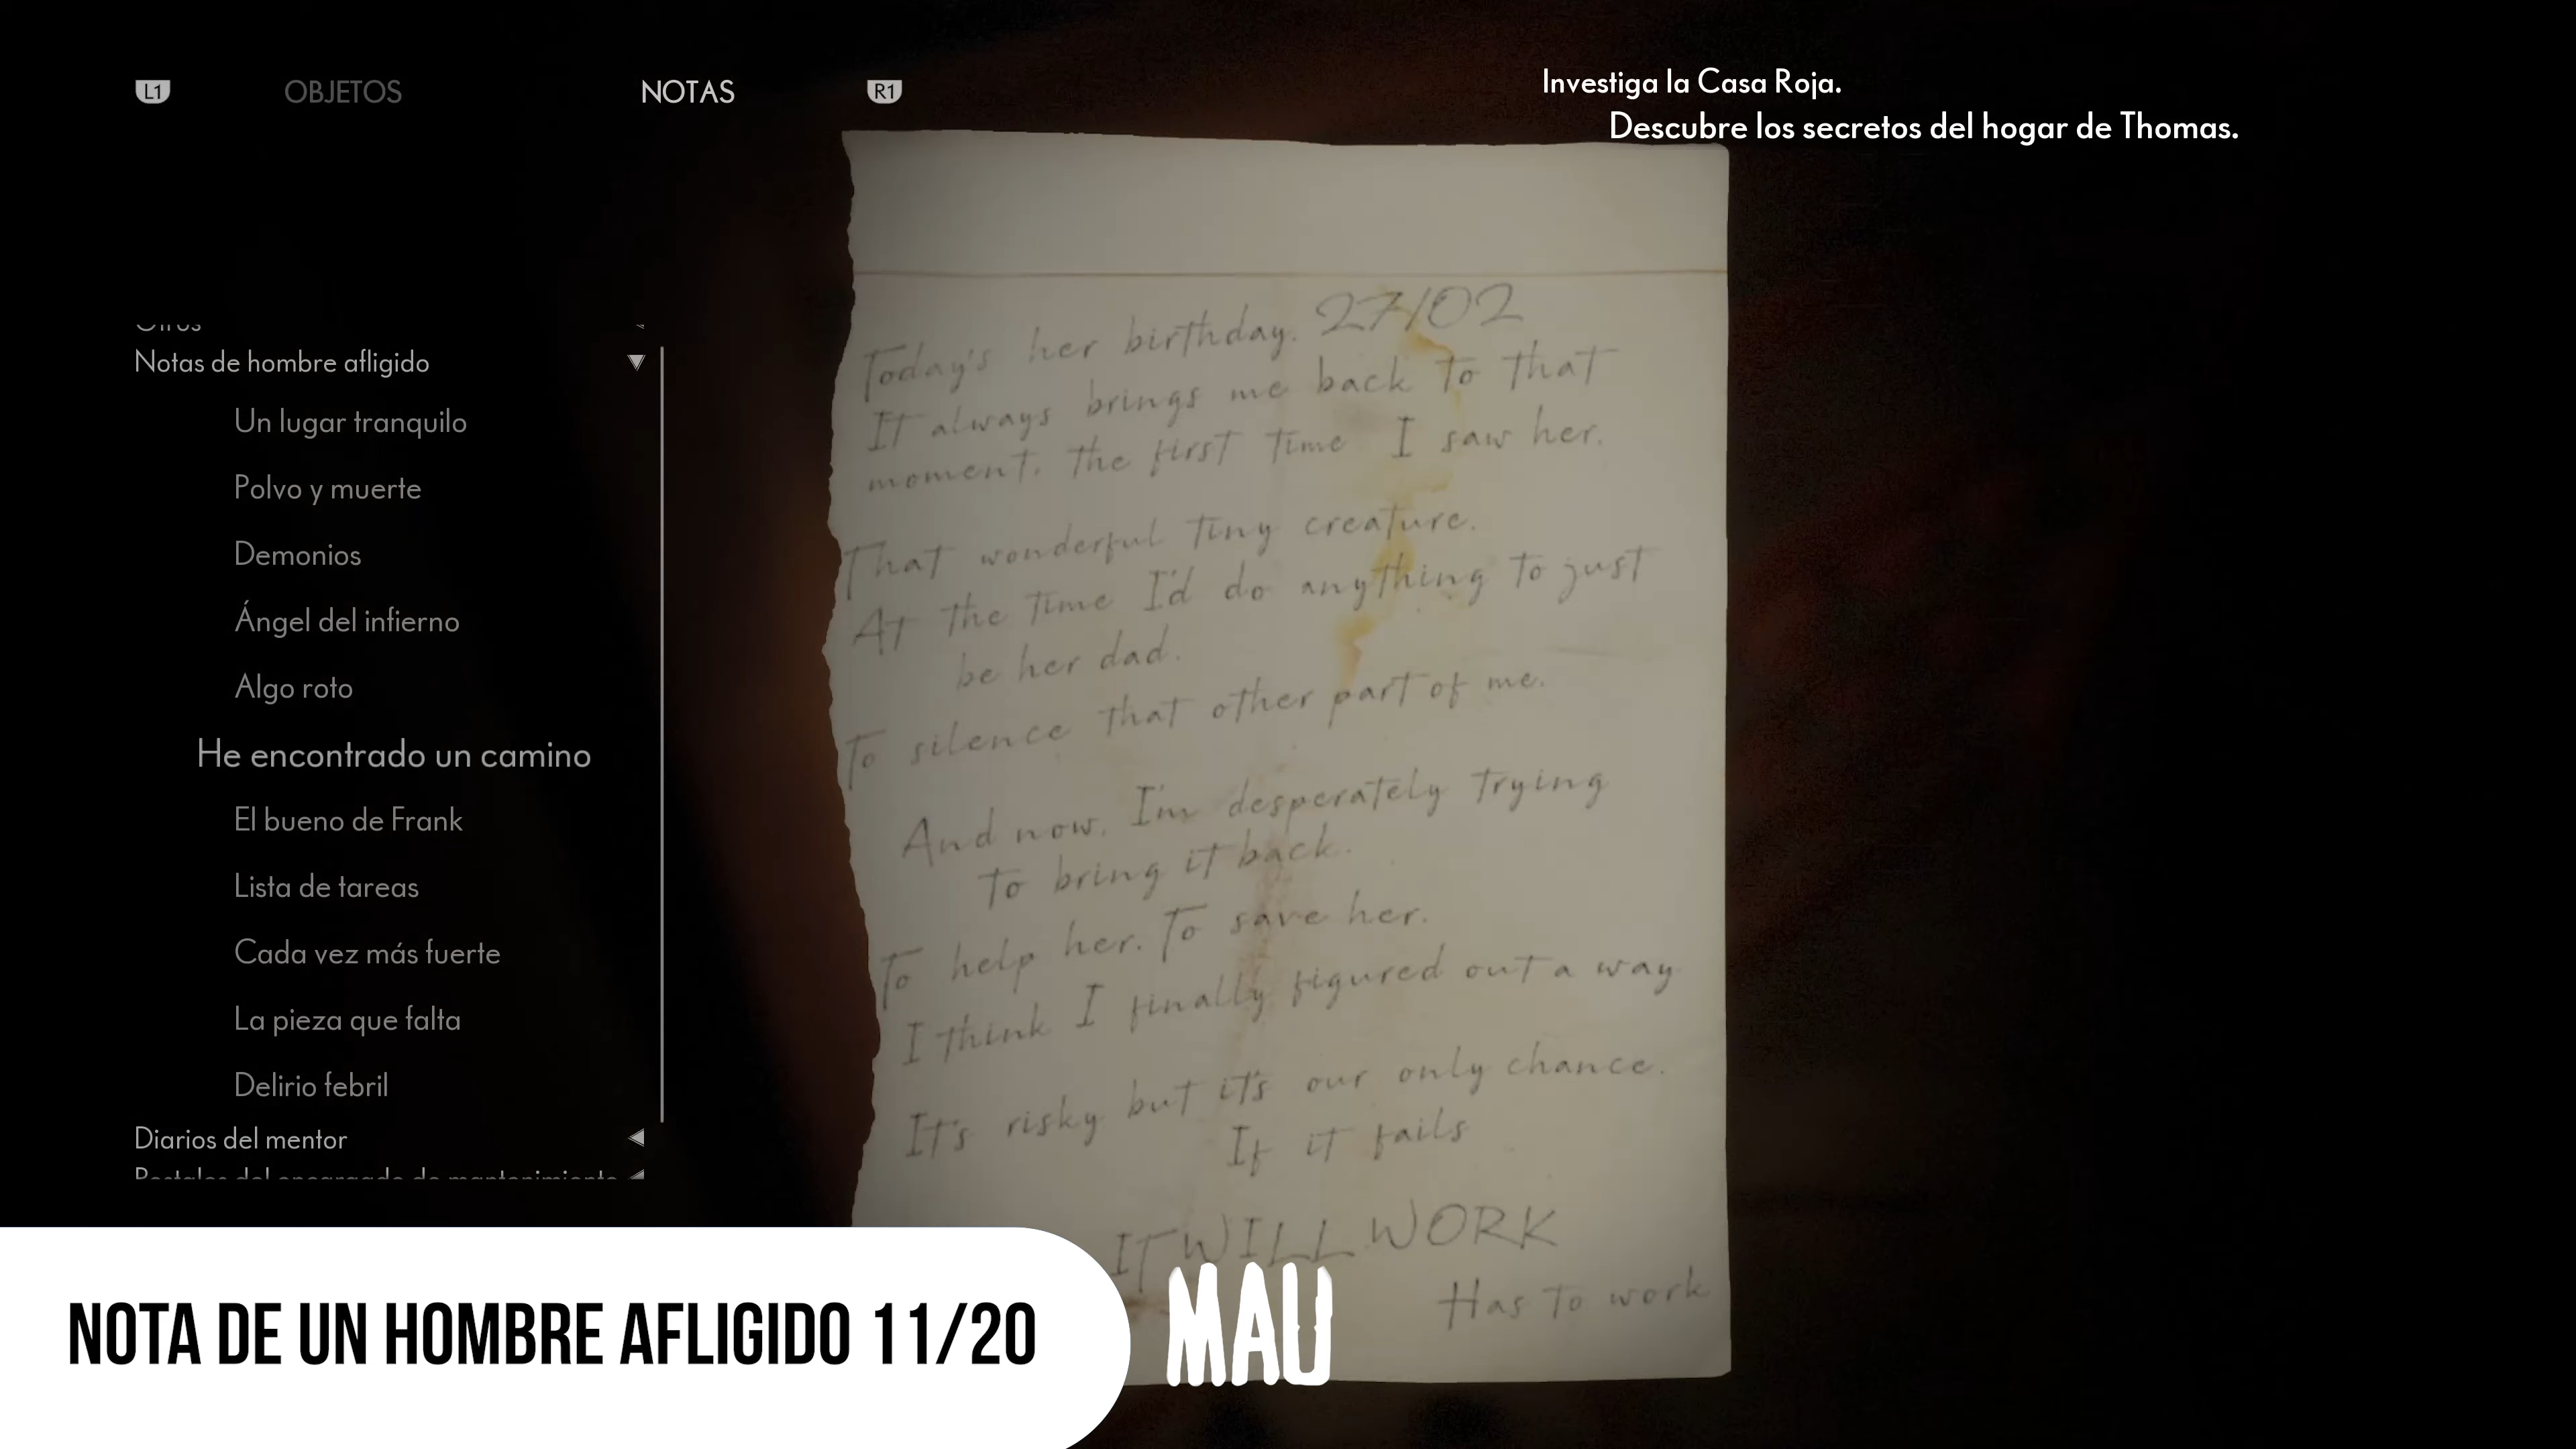 L1 OBJETOS NOTAS R1
Investiga la Casa Roja.
Descubre los secretos del hogar de Thomas.
Otros
Notas de hombre afligido
Un lugar tranquilo
Polvo y muerte
Demonios
Ángel del infierno
Algo roto
He encontrado un camino
El bueno de Frank
Lista de tareas
Cada vez más fuerte
La pieza que falta
Delirio febril
Diarios del mentor
Postales del encargado de mantenimiento
Today's her birthday. 27/02
It always brings me back to that
moment. The first time I saw her.
That wonderful tiny creature.
At the time I'd do anything to just
be her dad.
To silence that other part of me.
And now, I'm desperately trying
to bring it back.
To help her. To save her.
I think I finally figured out a way
It's risky but it's our only chance.
If it fails
IT WILL WORK
Has to work
NOTA DE UN HOMBRE AFLIGIDO 11/20
MAU